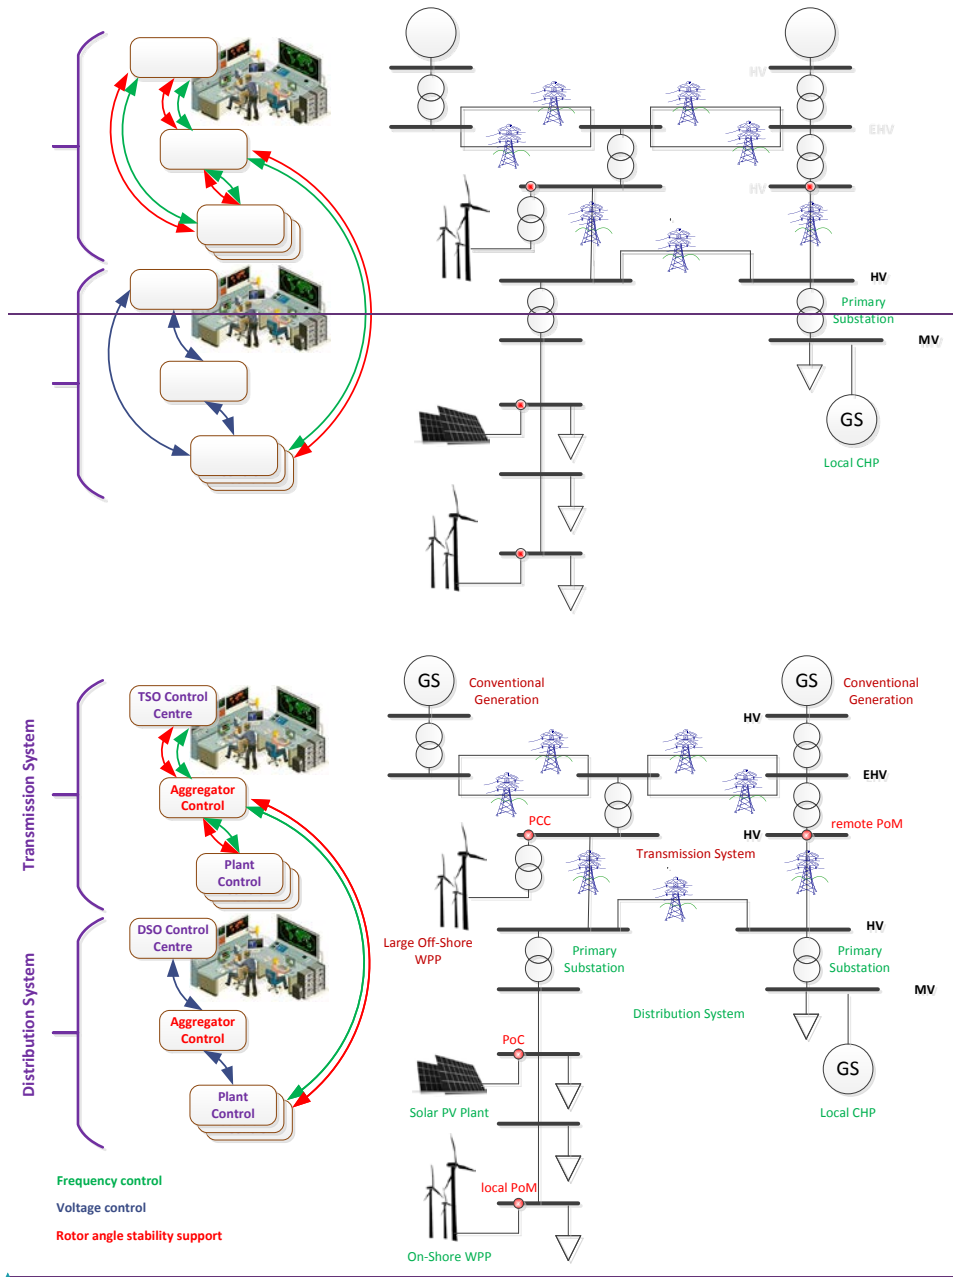 HV
EHV
HV
HV
Primary
Substation
MV
GS
Local CHP
GS
Conventional
Generation
GS
Conventional
Generation
TSO Control
Centre
HV
Transmission System
Aggregator
Control
EHV
PCC
HV
remote PoM
Transmission System
Plant
Control
DSO Control
Centre
Large Off-Shore
WPP
HV
Primary
Substation
Primary
Substation
MV
Distribution System
Aggregator
Control
Distribution System
PoC
GS
Solar PV Plant
Local CHP
Plant
Control
Frequency control
local PoM
Voltage control
Rotor angle stability support
On-Shore WPP